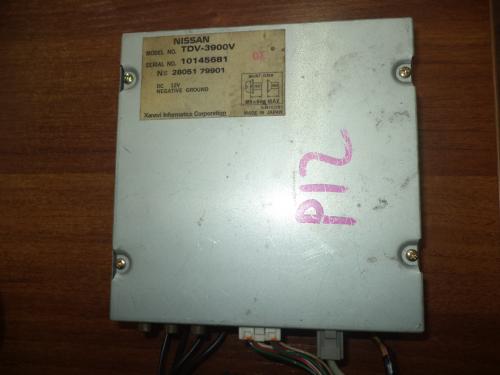 NISSAN
MODEL NO. TDV-3900V
SERIAL NO. 10145681
No 28051 79901
DC 12V
NEGATIVE GROUND
MAX
Xanavi Informatics Corporation
MADE IN JAPAN
P12